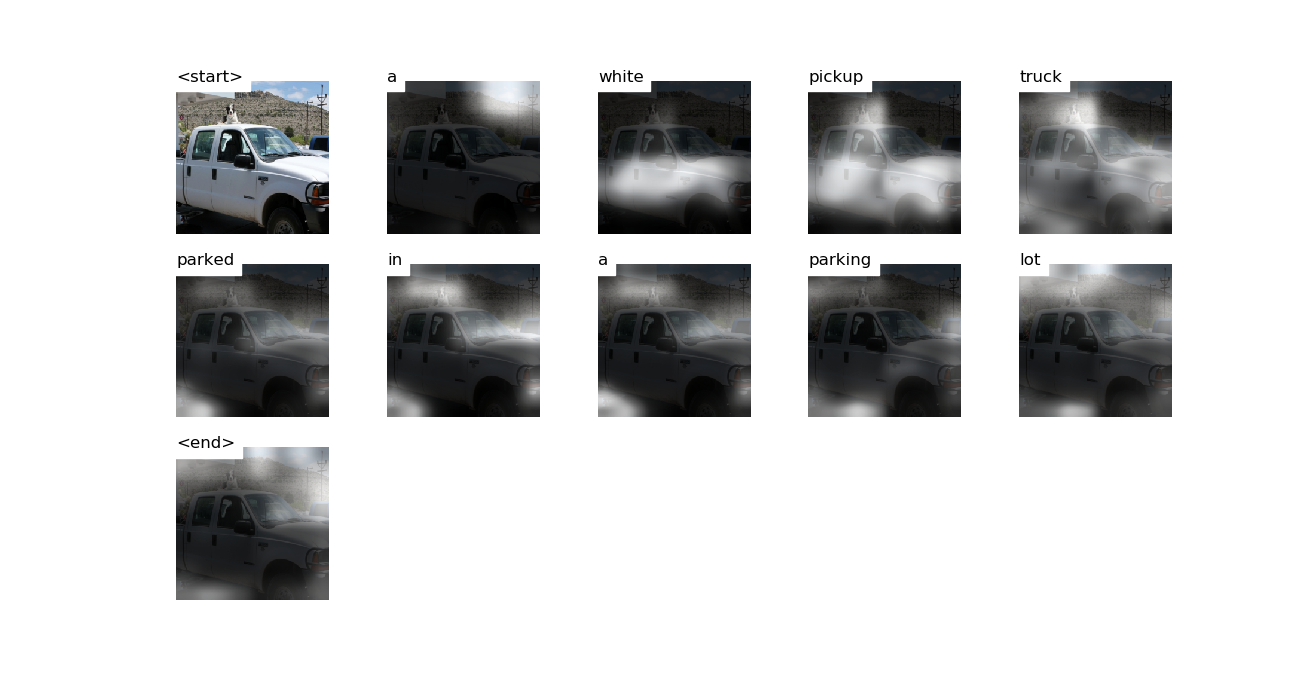 <start> a white pickup truck
parked in a parking lot
<end>